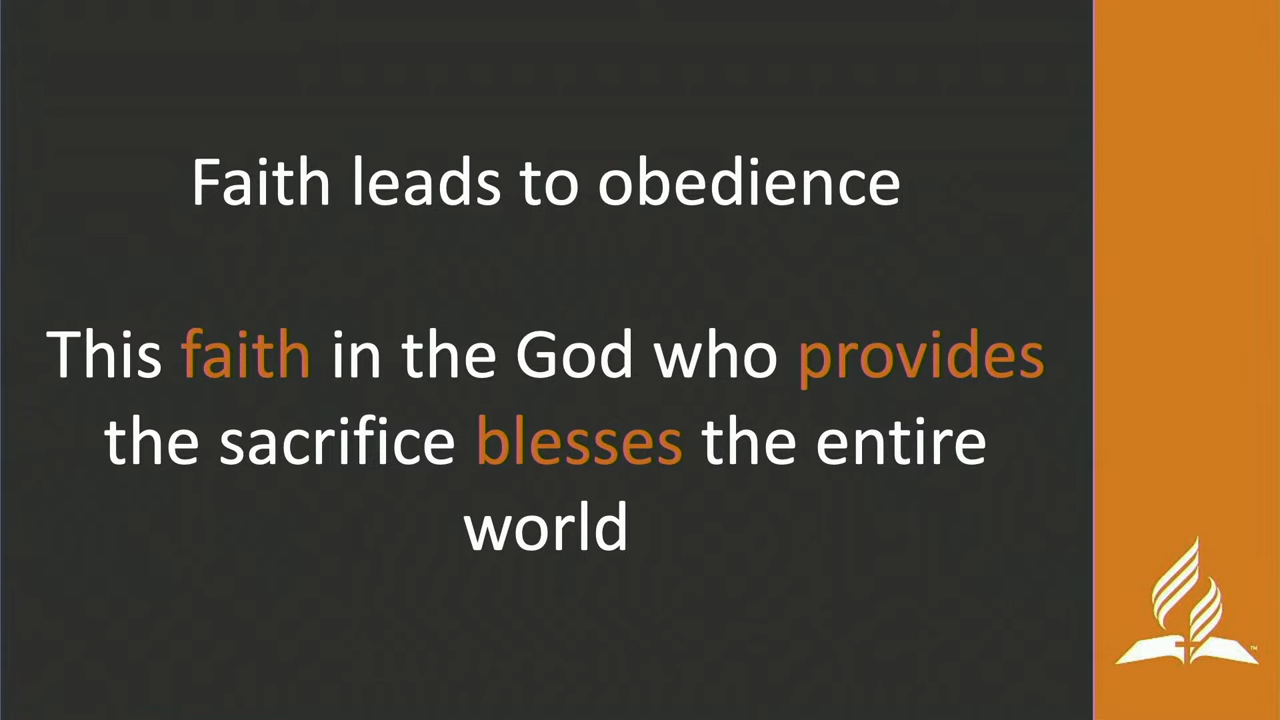 Faith leads to obedience
This faith in the God who provides
the sacrifice blesses the entire
world